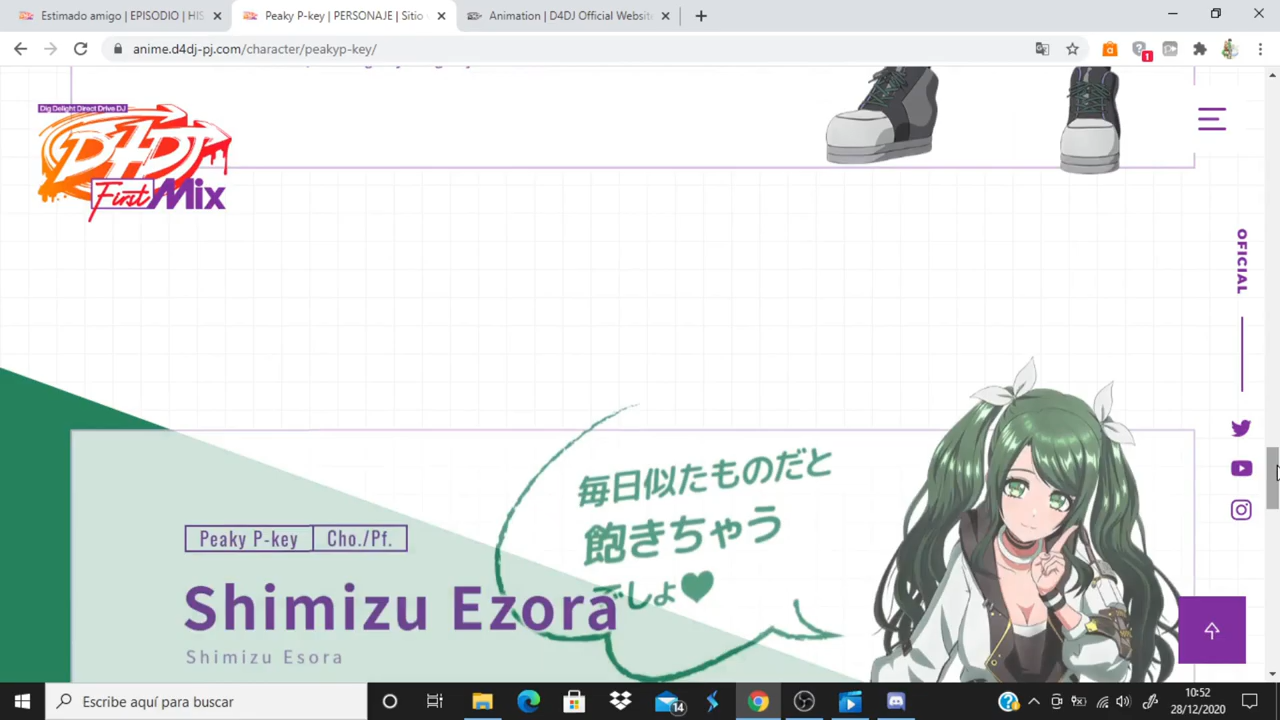 Estimado amigo | EPISODIO | HIS
Peaky P-key | PERSONAJE | Sitio
Animation | D4DJ Official Website
anime.d4dj-pj.com/character/peakyp-key/
1
Dig Delight Direct Drive DJ
D4DJ
First Mix
OFICIAL
毎日似たものだと
飽きちゃう
でしょ♥
Peaky P-key Cho./Pf.
Shimizu Ezora
Shimizu Esora
Escribe aquí para buscar
14
10:52
28/12/2020